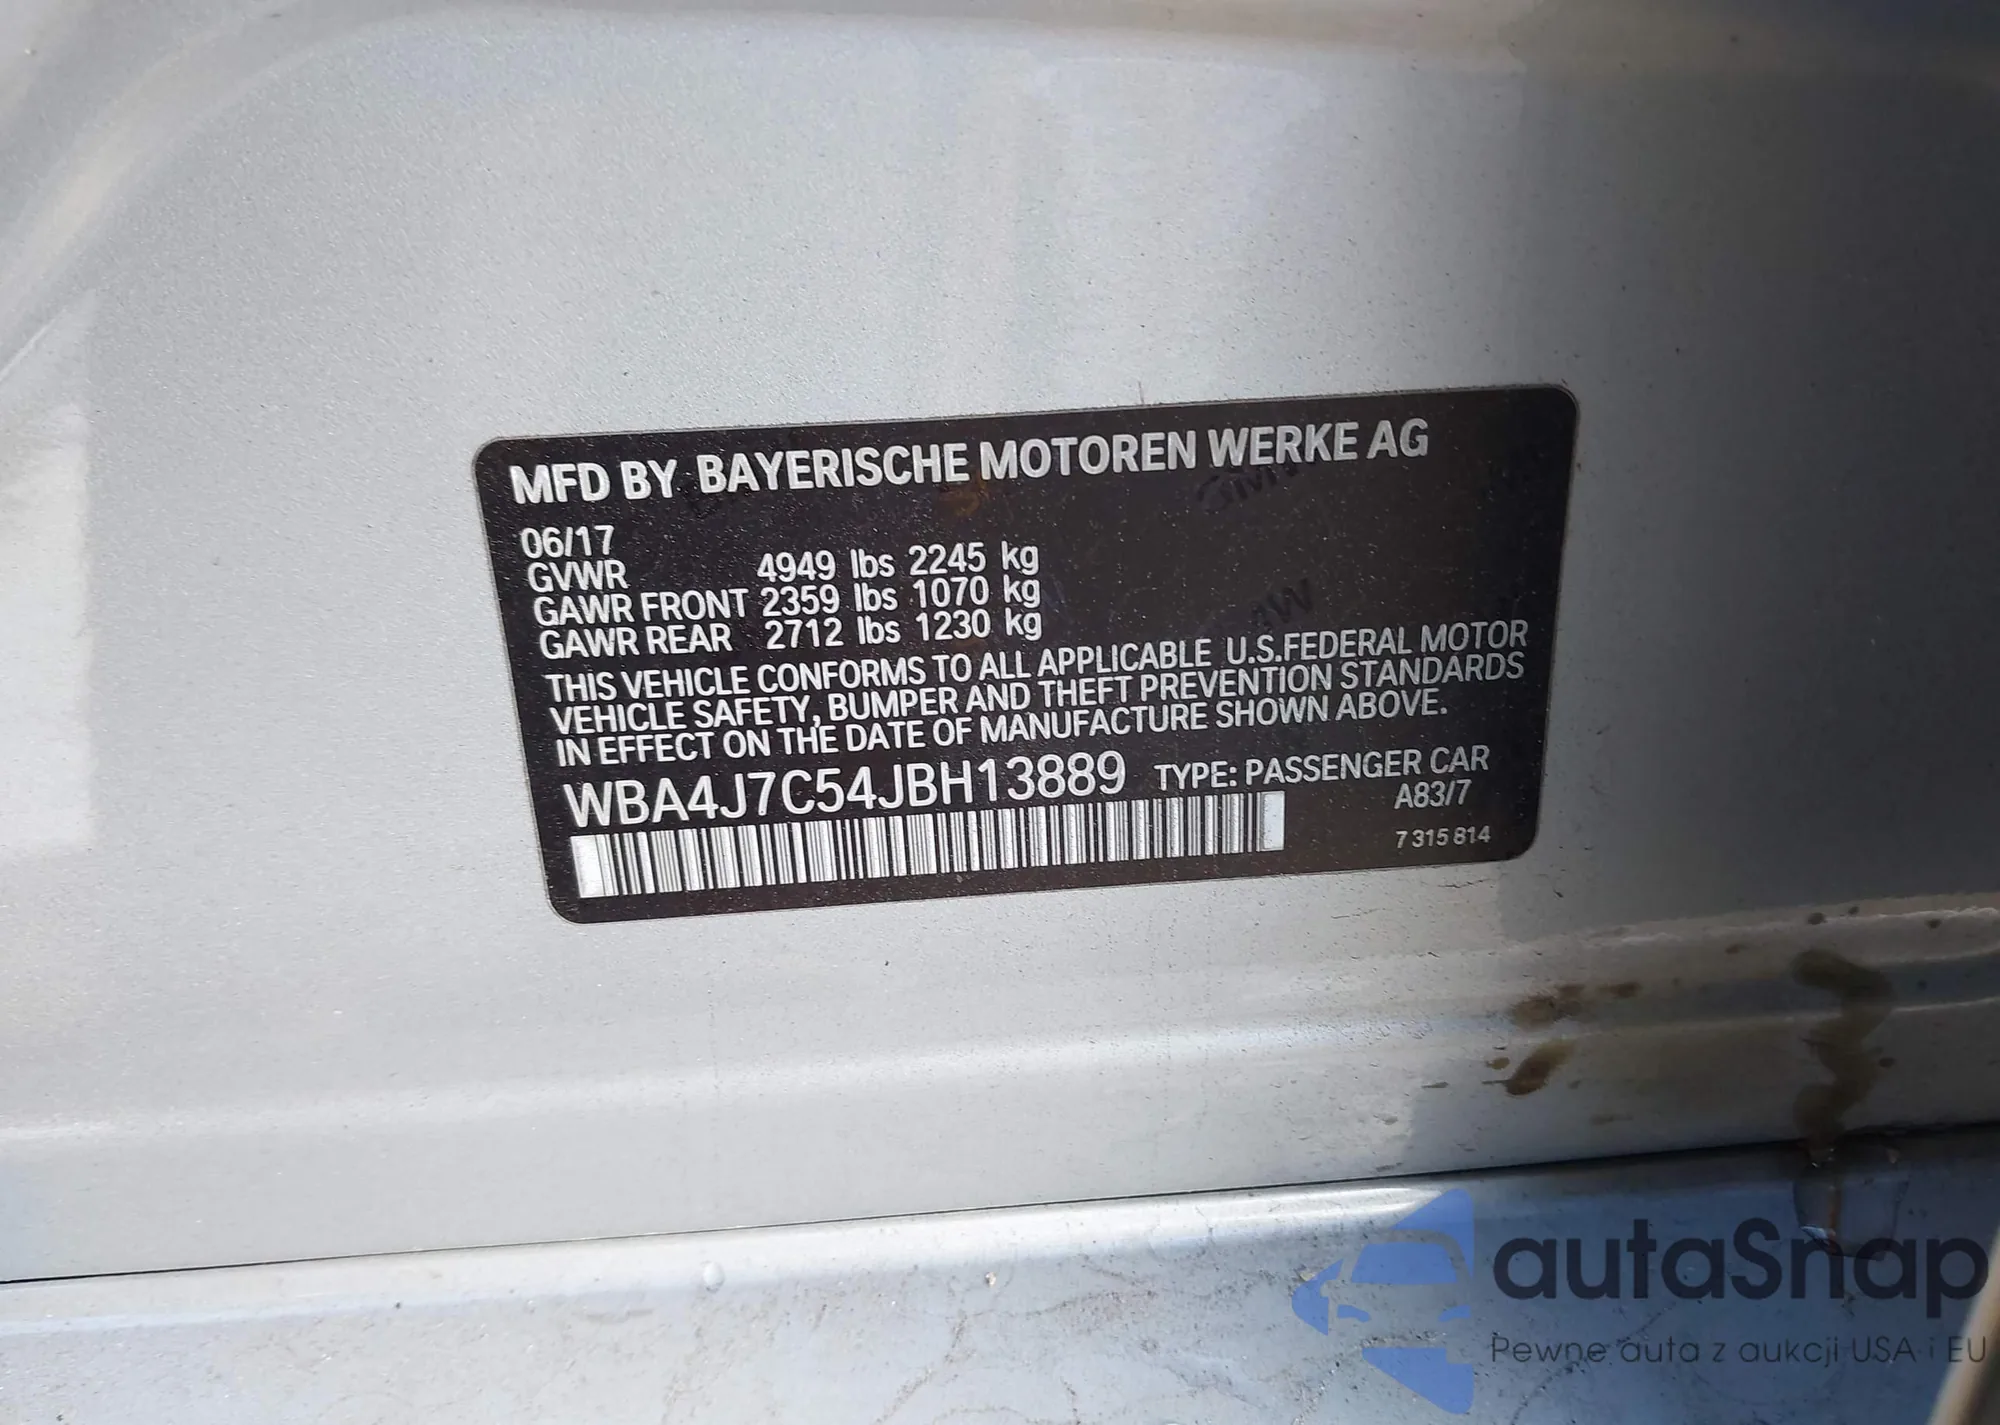 MFD BY BAYERISCHE MOTOREN WERKE AG
06/17
GVWR 4949 lbs 2245 kg
GAWR FRONT 2359 lbs 1070 kg
GAWR REAR 2712 lbs 1230 kg
THIS VEHICLE CONFORMS TO ALL APPLICABLE U.S.FEDERAL MOTOR
VEHICLE SAFETY, BUMPER AND THEFT PREVENTION STANDARDS
IN EFFECT ON THE DATE OF MANUFACTURE SHOWN ABOVE.
WBA4J7C54JBH13889 TYPE: PASSENGER CAR
A83/7
7 315 814
autaSnap
Pewne auta z aukcji USA i EU